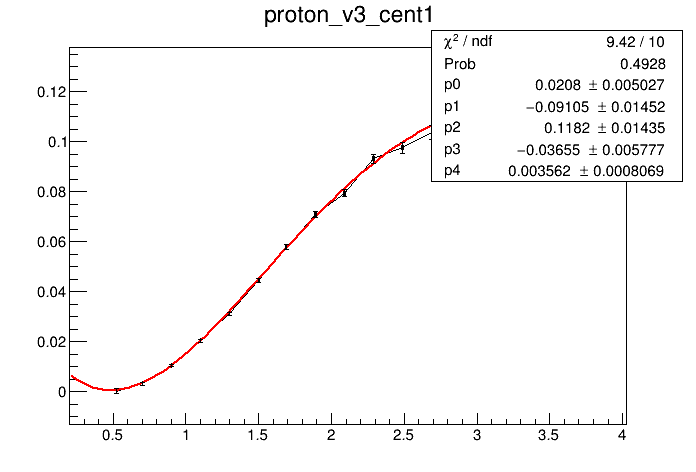 proton_v3_cent1
χ² / ndf 9.42 / 10
Prob 0.4928
p0 0.0208 ± 0.005027
p1 −0.09105 ± 0.01452
p2 0.1182 ± 0.01435
p3 −0.03655 ± 0.005777
p4 0.003562 ± 0.0008069
0.12
0.1
0.08
0.06
0.04
0.02
0
0.5 1 1.5 2 2.5 3 3.5 4